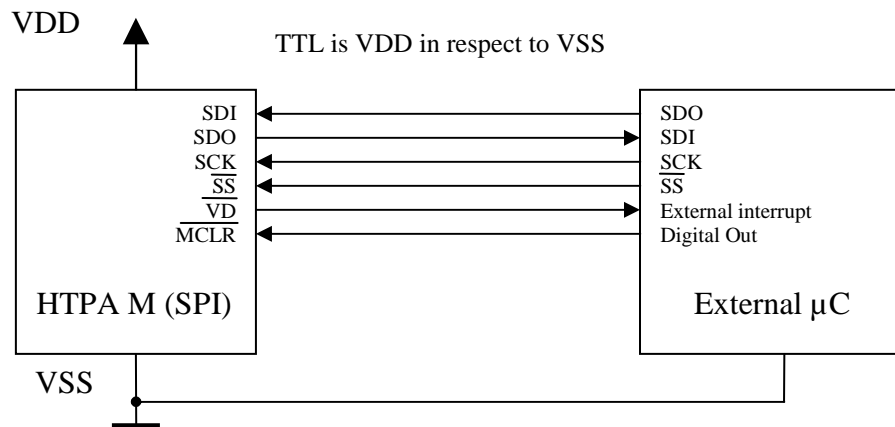 VDD
TTL is VDD in respect to VSS
SDI
SDO
SCK
SS
VD
MCLR
SDO
SDI
SCK
SS
External interrupt
Digital Out
HTPA M (SPI)
External µC
VSS